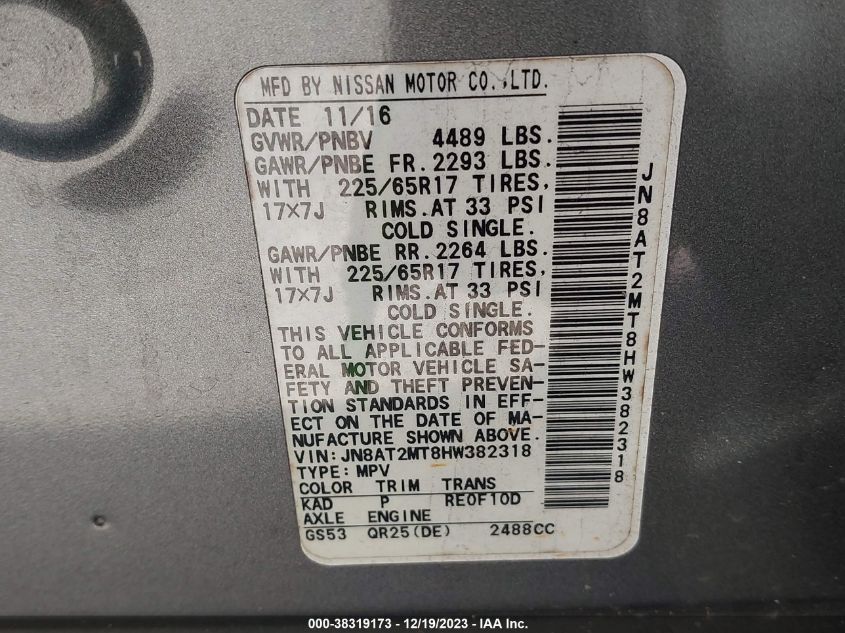 MFD BY NISSAN MOTOR CO.,LTD.
DATE 11/16
GVWR/PNBV 4489 LBS.
GAWR/PNBE FR. 2293 LBS.
WITH 225/65R17 TIRES,
17X7J RIMS. AT 33 PSI
COLD SINGLE.
GAWR/PNBE RR. 2264 LBS.
WITH 225/65R17 TIRES,
17X7J RIMS. AT 33 PSI
COLD SINGLE.
THIS VEHICLE CONFORMS
TO ALL APPLICABLE FED-
ERAL MOTOR VEHICLE SA-
FETY AND THEFT PREVEN-
TION STANDARDS IN EFF-
ECT ON THE DATE OF MA-
NUFACTURE SHOWN ABOVE.
VIN:JN8AT2MT8HW382318
TYPE:MPV
COLOR TRIM TRANS
KAD P RE0F10D
AXLE ENGINE
GS53 QR25(DE) 2488CC
JN8AT2MT8HW382318
000-38319173 - 12/19/2023 - IAA Inc.